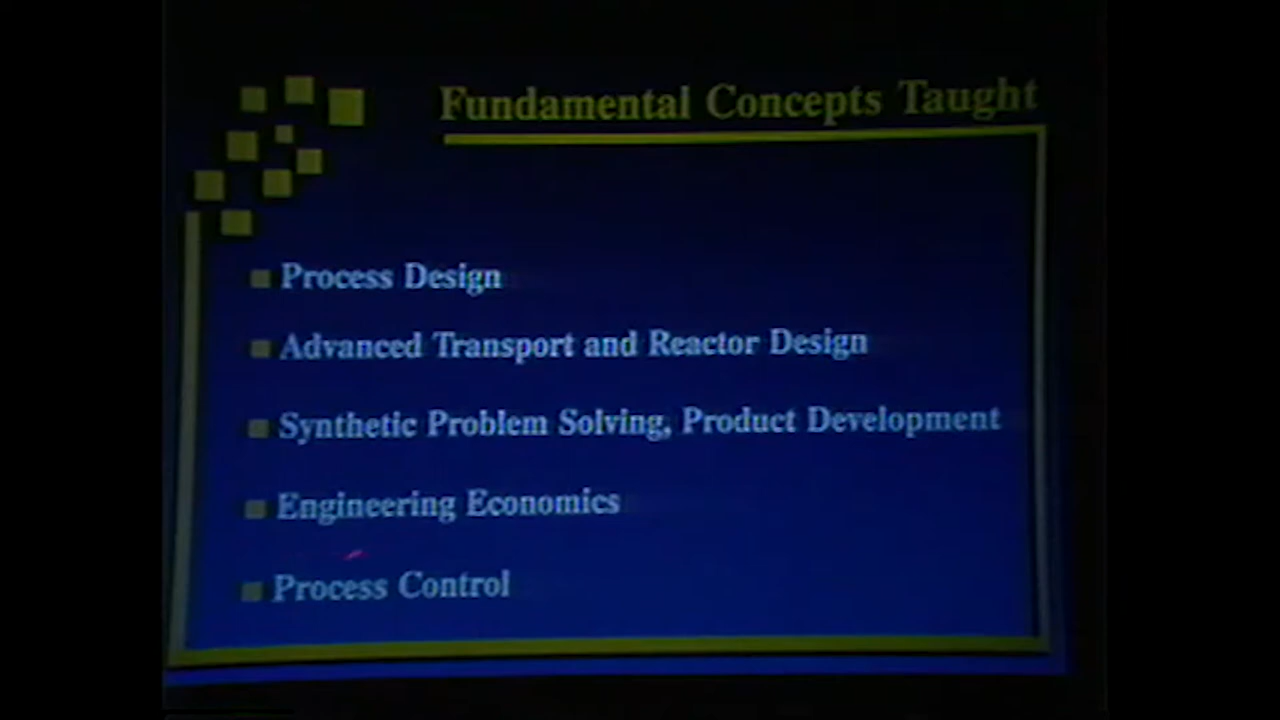 Fundamental Concepts Taught
Process Design
Advanced Transport and Reactor Design
Synthetic Problem Solving, Product Development
Engineering Economics
Process Control